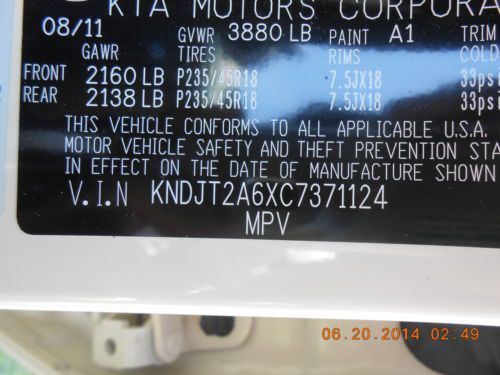 KIA MOTORS CORPORA
08/11 GVWR 3880 LB PAINT A1 TRIM
GAWR TIRES RIMS COLD
FRONT 2160 LB P235/45R18 7.5JX18 33psi
REAR 2138 LB P235/45R18 7.5JX18 33psi
THIS VEHICLE CONFORMS TO ALL APPLICABLE U.S.A.
MOTOR VEHICLE SAFETY AND THEFT PREVENTION STA
IN EFFECT ON THE DATE OF MANUFACTURE SHOWN
V.I.N KNDJT2A6XC7371124
MPV
06.20.2014 02:49